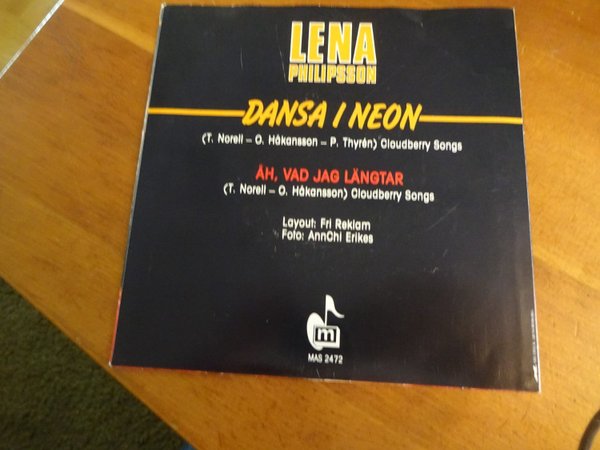 LENA
PHILIPSSON
DANSA I NEON
(T. Norell – O. Håkansson – P. Thyrén) Cloudberry Songs
ÅH, VAD JAG LÄNGTAR
(T. Norell – O. Håkansson) Cloudberry Songs
Layout: Fri Reklam
Foto: AnnChi Erikes
m
MAS 2472